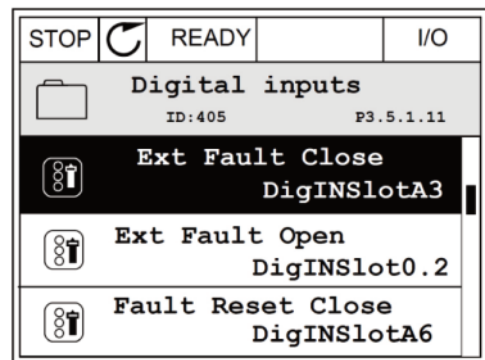 STOP READY I/O
Digital inputs
ID:405 P3.5.1.11
Ext Fault Close
DigINSlotA3
Ext Fault Open
DigINSlot0.2
Fault Reset Close
DigINSlotA6